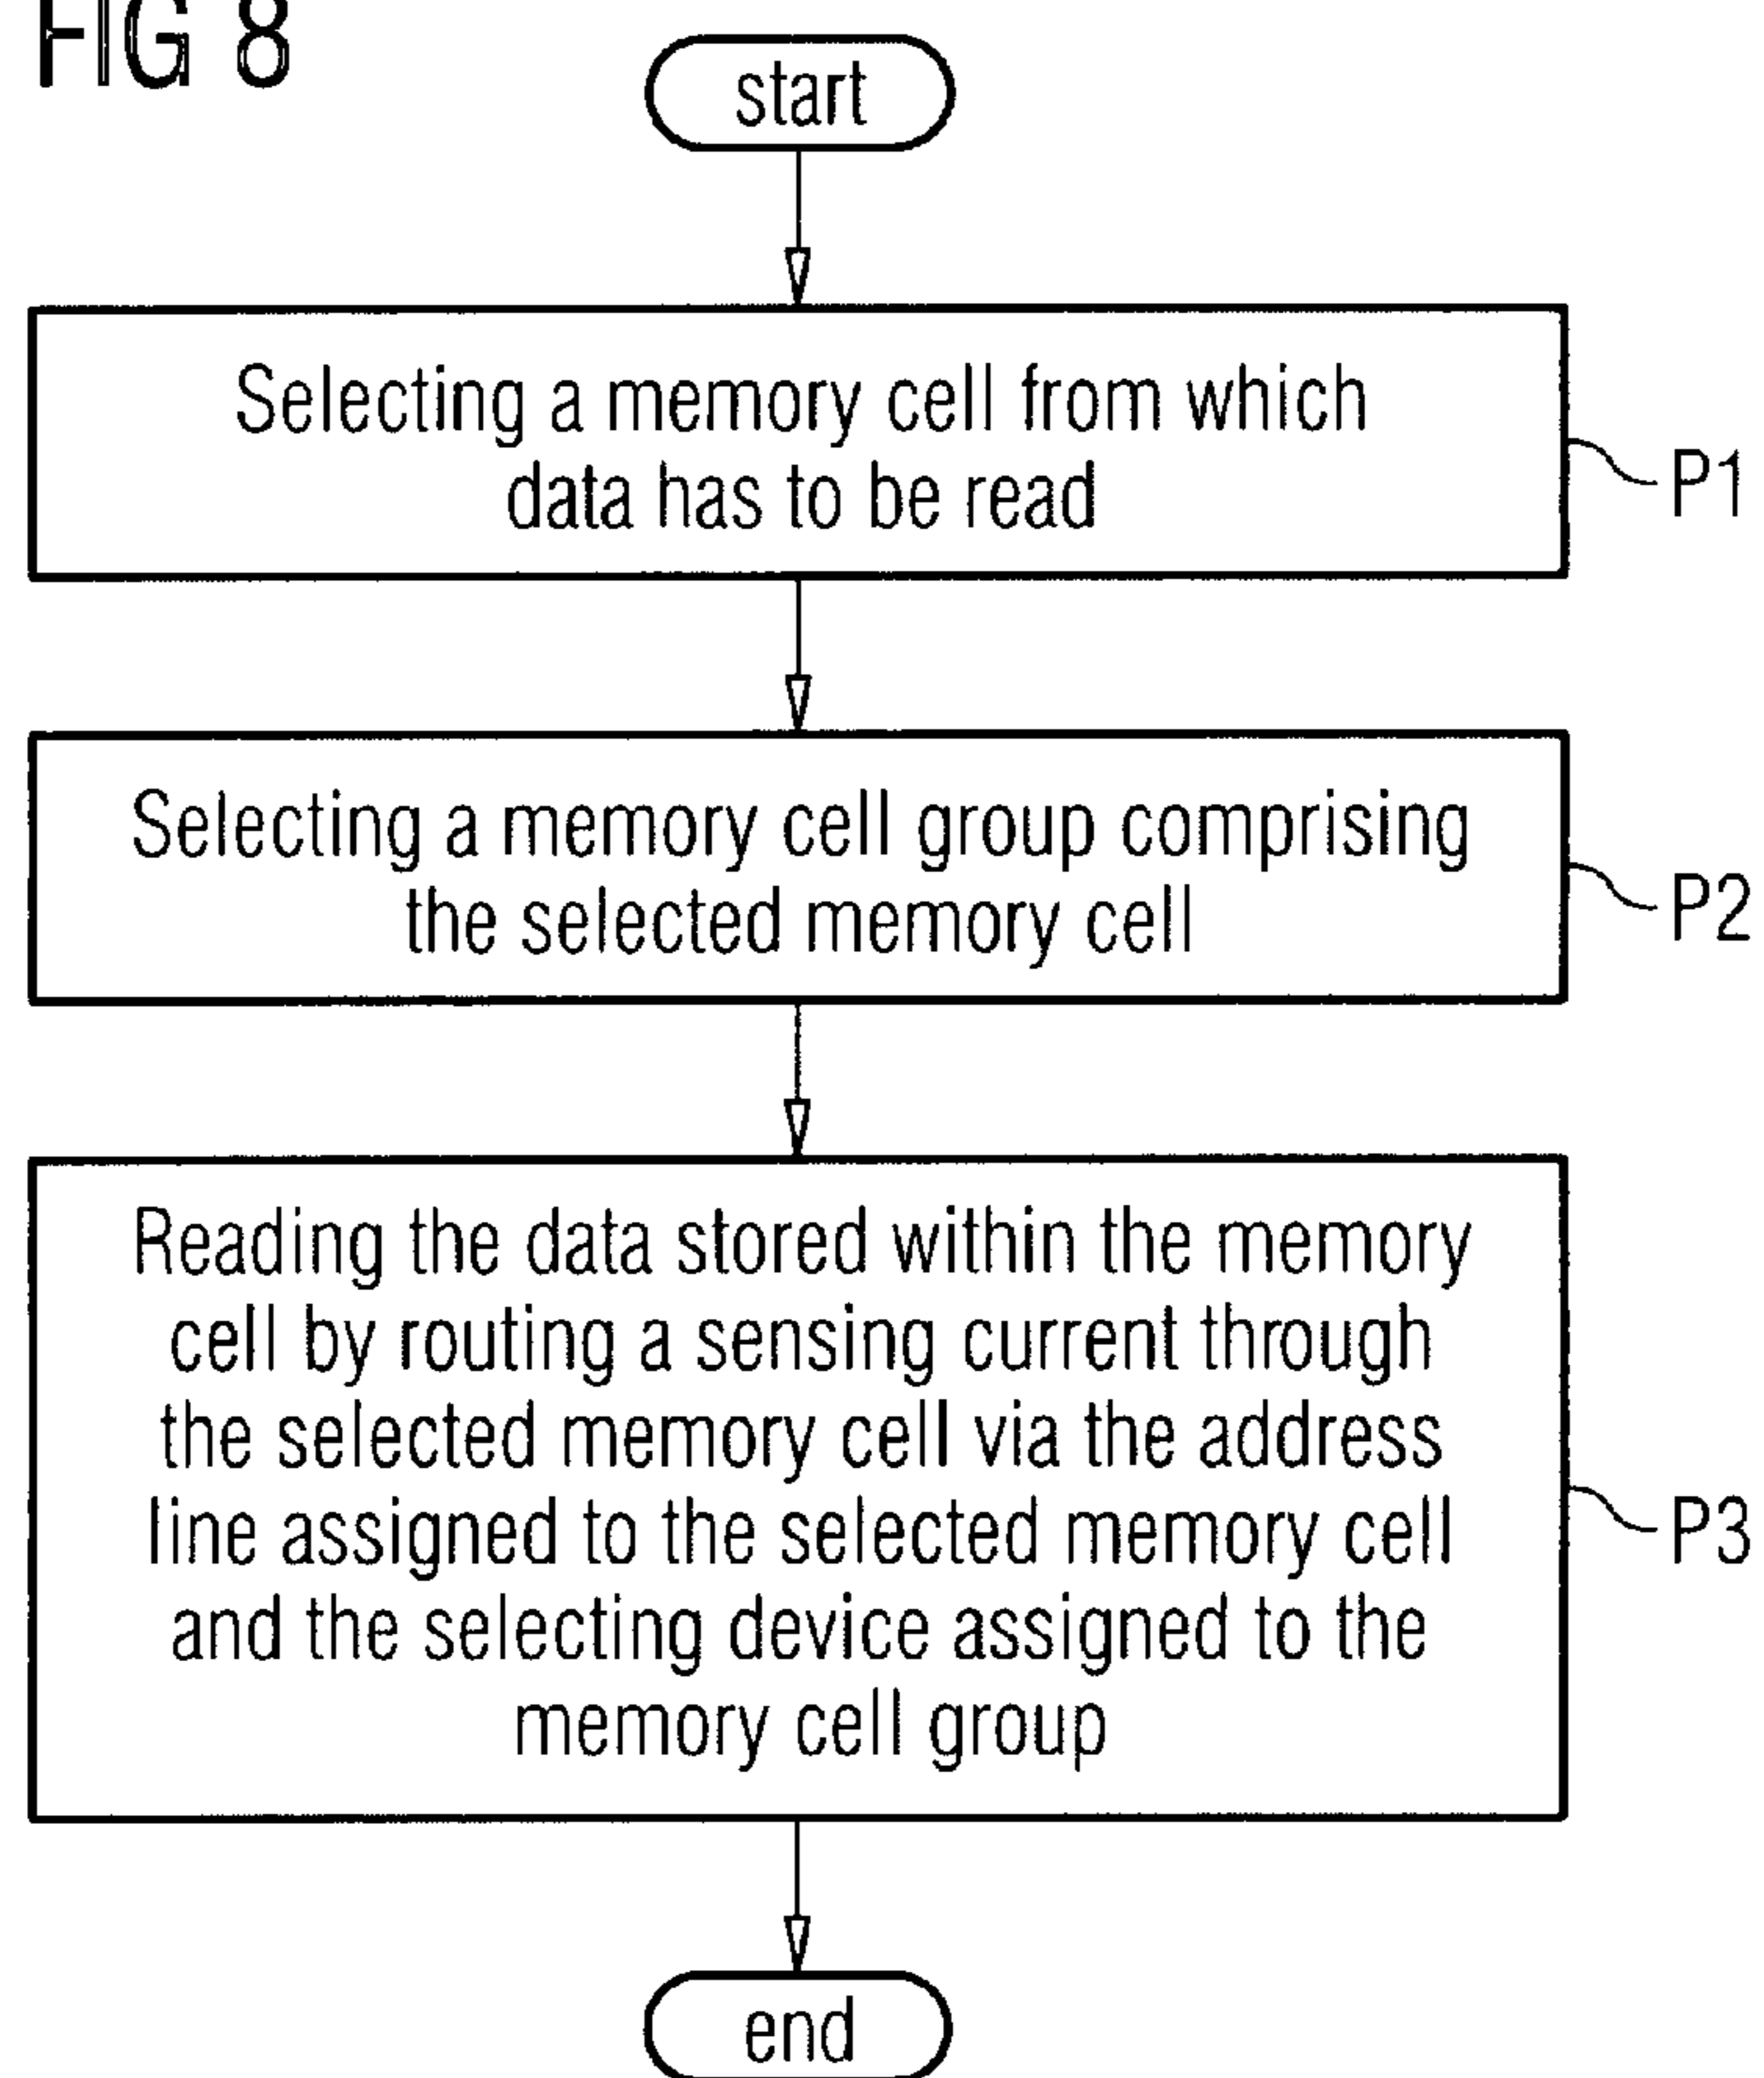 FIG 8
start
Selecting a memory cell from which
data has to be read
P1
Selecting a memory cell group comprising
the selected memory cell
P2
Reading the data stored within the memory
cell by routing a sensing current through
the selected memory cell via the address
line assigned to the selected memory cell
and the selecting device assigned to the
memory cell group
P3
end